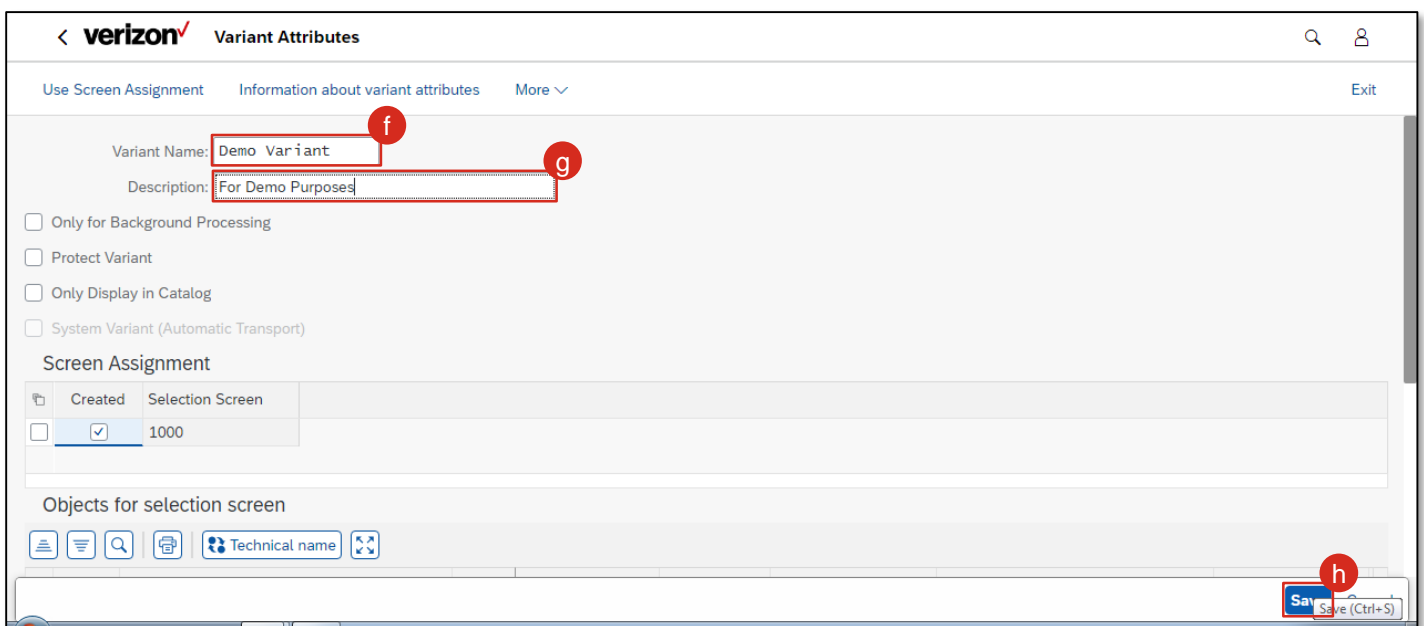 verizon✓ Variant Attributes
Use Screen Assignment Information about variant attributes More Exit
f
Variant Name: Demo Variant
g
Description: For Demo Purposes
Only for Background Processing
Protect Variant
Only Display in Catalog
System Variant (Automatic Transport)
Screen Assignment
Created Selection Screen
1000
Objects for selection screen
Technical name
h
Save (Ctrl+S)